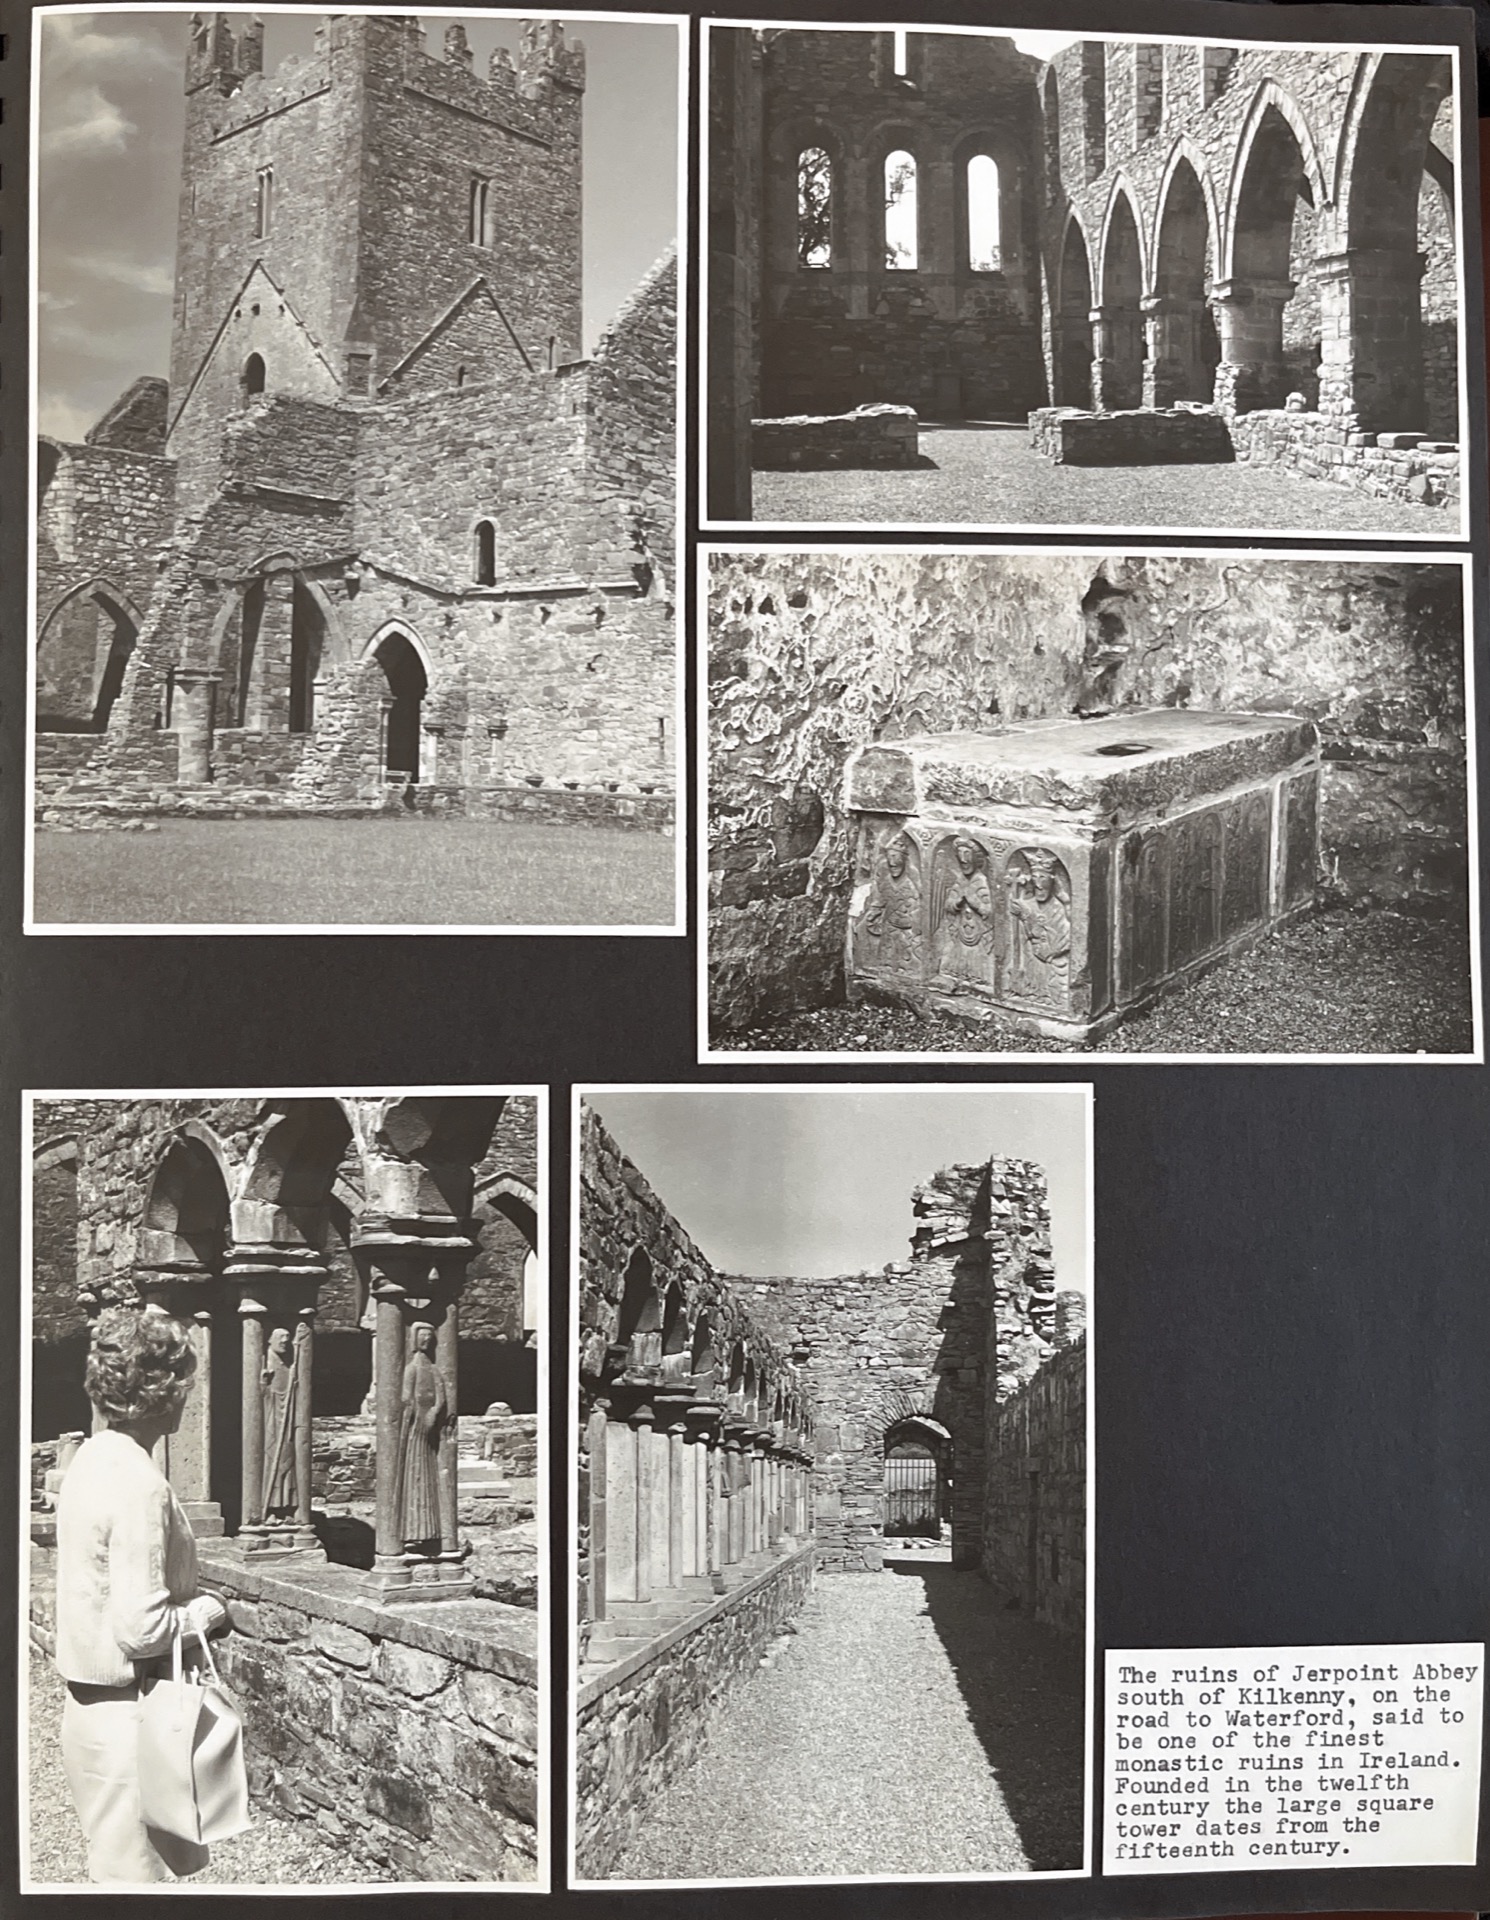 The ruins of Jerpoint Abbey
south of Kilkenny, on the
road to Waterford, said to
be one of the finest
monastic ruins in Ireland.
Founded in the twelfth
century the large square
tower dates from the
fifteenth century.